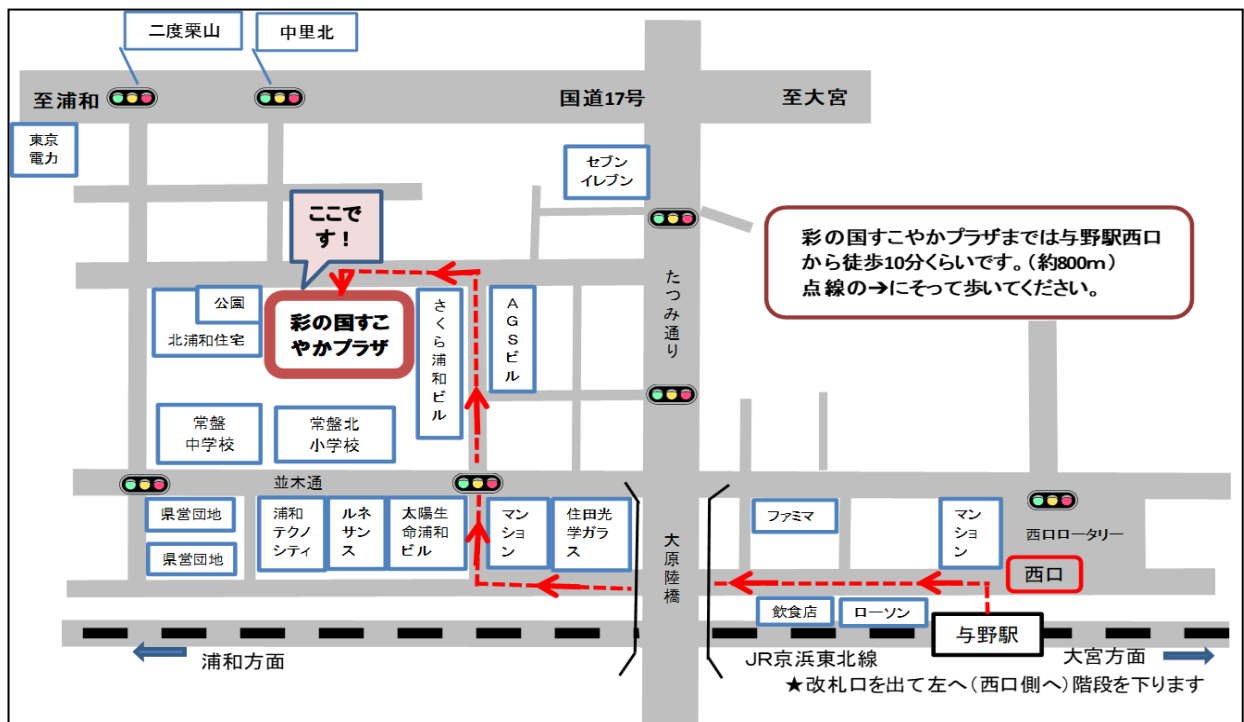 二度栗山
中里北
至浦和
国道17号
至大宮
東京
電力
セブン
イレブン
ここで
す！
彩の国すこやかプラザまでは与野駅西口
から徒歩10分くらいです。（約800ｍ）
点線の➔にそって歩いてください。
公園
北浦和住宅
彩の国すこ
やかプラザ
さくら浦和ビル
ＡＧＳビル
たつみ通り
常盤
中学校
常盤北
小学校
並木通
県営団地
県営団地
浦和
テクノ
シティ
ルネ
サン
ス
太陽生
命浦和
ビル
マン
ショ
ン
住田光
学ガラ
ス
大原陸橋
ファミマ
マンション
西口ロータリー
西口
飲食店
ローソン
与野駅
浦和方面
JR京浜東北線
大宮方面
★改札口を出て左へ（西口側へ）階段を下ります